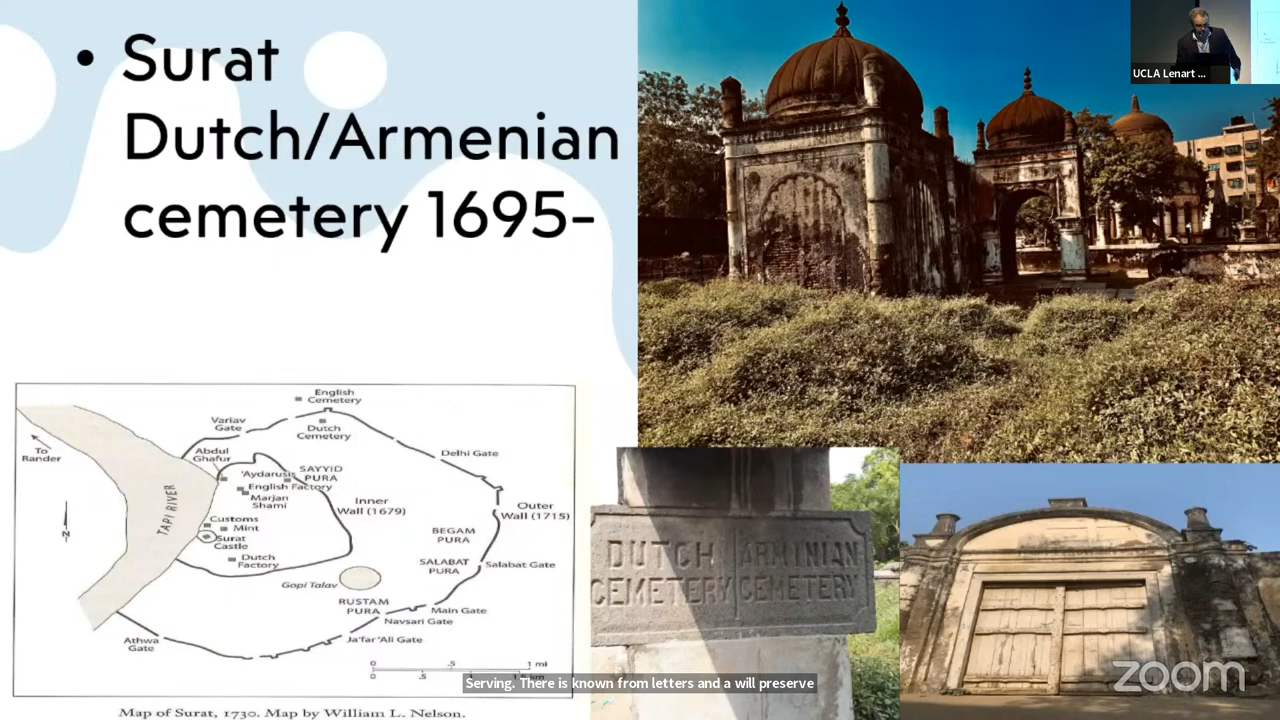 • Surat
Dutch/Armenian
cemetery 1695-
UCLA Lenart ...
English
Cemetery
Variav
Gate
Dutch
Cemetery
To
Rander
Abdul
Ghafur
Delhi Gate
'Aydarusis
SAYYID
PURA
English Factory
Marjan
Shami
Inner
Wall (1679)
Outer
Wall (1715)
TAPI RIVER
N
Customs
Mint
Surat
Castle
BEGAM
PURA
Dutch
Factory
SALABAT
PURA
Salabat Gate
Gopi Talav
RUSTAM
PURA
Main Gate
Navsari Gate
Athwa
Gate
Ja'far 'Ali Gate
0 .5 1 mi
0 .5
Map of Surat, 1730. Map by William L. Nelson.
DUTCH ARMINIAN
CEMETERY CEMETERY
Serving. There is known from letters and a will preserve
zoom